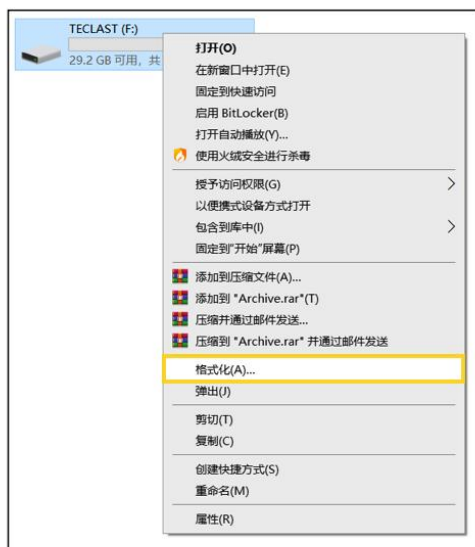 TECLAST (F:)
29.2 GB 可用，共
打开(O)
在新窗口中打开(E)
固定到快速访问
启用 BitLocker(B)
打开自动播放(Y)...
使用火绒安全进行杀毒
授予访问权限(G)
以便携式设备方式打开
包含到库中(I)
固定到"开始"屏幕(P)
添加到压缩文件(A)...
添加到 "Archive.rar"(T)
压缩并通过邮件发送...
压缩到 "Archive.rar" 并通过邮件发送
格式化(A)...
弹出(J)
剪切(T)
复制(C)
创建快捷方式(S)
重命名(M)
属性(R)